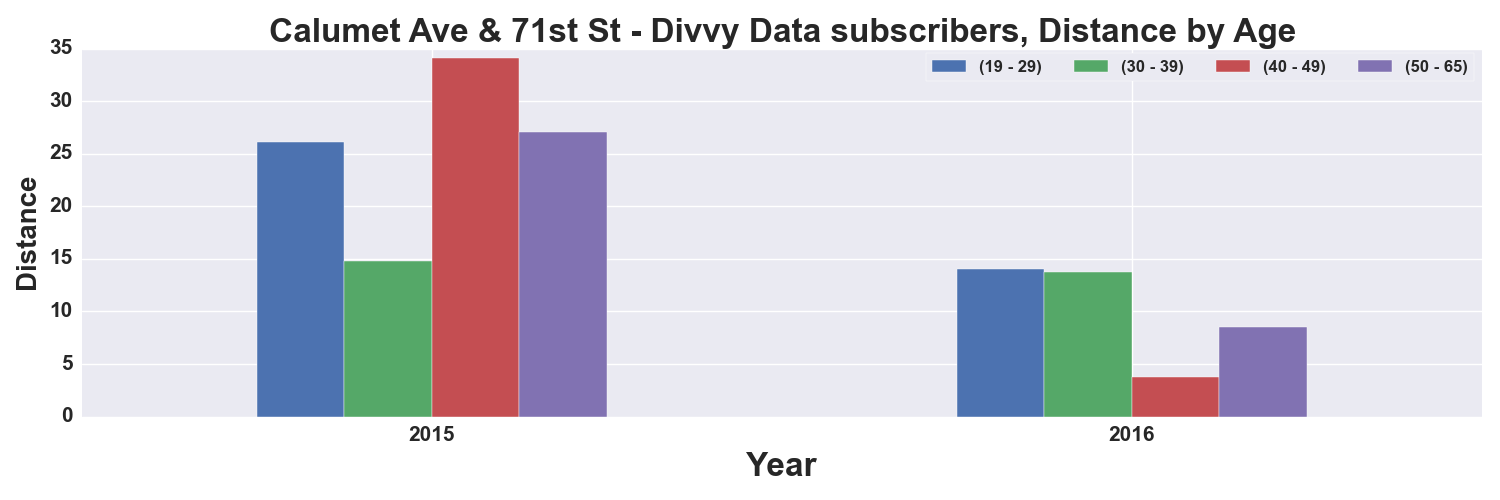 Calumet Ave & 71st St - Divvy Data subscribers, Distance by Age
(19 - 29) (30 - 39) (40 - 49) (50 - 65)
Distance
35
30
25
20
15
10
5
0
2015 2016
Year